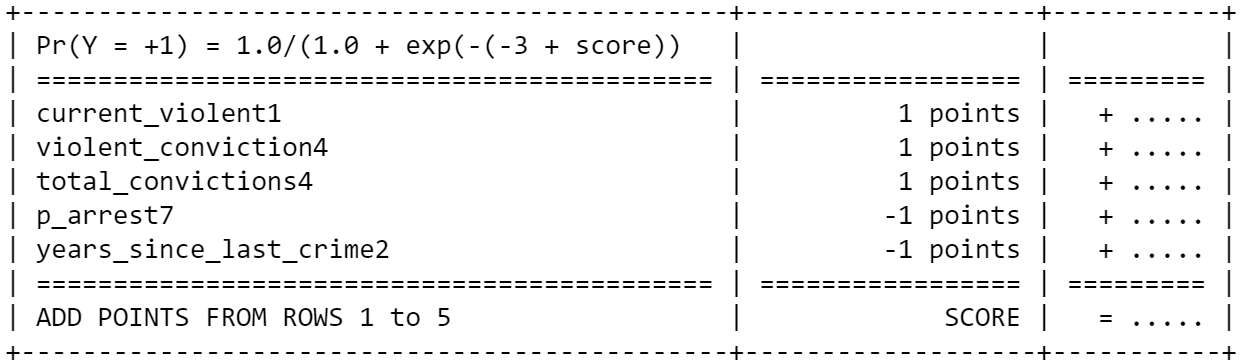 +----------------------------------------------+-------------------+-----------+
| Pr(Y = +1) = 1.0/(1.0 + exp(-(-3 + score)) | | |
| ============================================ | ================= | ========= |
| current_violent1 | 1 points | + ..... |
| violent_conviction4 | 1 points | + ..... |
| total_convictions4 | 1 points | + ..... |
| p_arrest7 | -1 points | + ..... |
| years_since_last_crime2 | -1 points | + ..... |
| ============================================ | ================= | ========= |
| ADD POINTS FROM ROWS 1 to 5 | SCORE | = ..... |
+----------------------------------------------+-------------------+-----------+